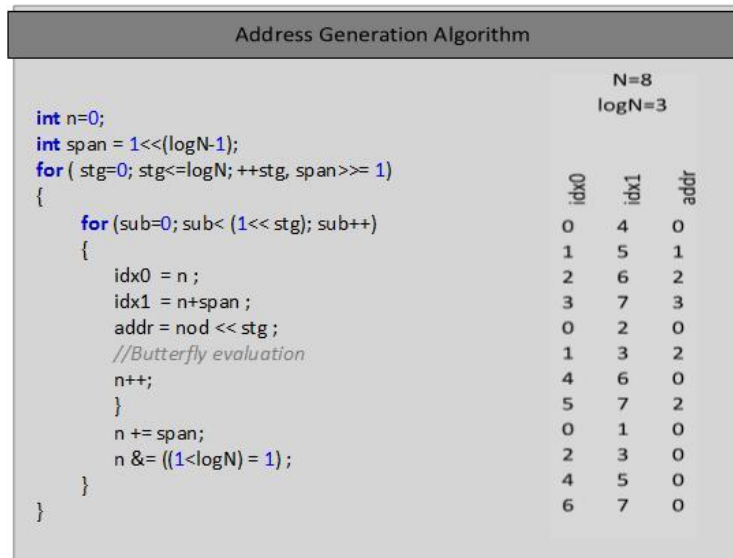 Address Generation Algorithm
int n=0;
int span = 1<<(logN-1);
for ( stg=0; stg<=logN; ++stg, span>>= 1)
{
for (sub=0; sub< (1<< stg); sub++)
{
idx0 = n ;
idx1 = n+span ;
addr = nod << stg ;
//Butterfly evaluation
n++;
}
n += span;
n &= ((1<logN) = 1) ;
}
}
N=8
logN=3
idx0 idx1 addr
0 4 0
1 5 1
2 6 2
3 7 3
0 2 0
1 3 2
4 6 0
5 7 2
0 1 0
2 3 0
4 5 0
6 7 0